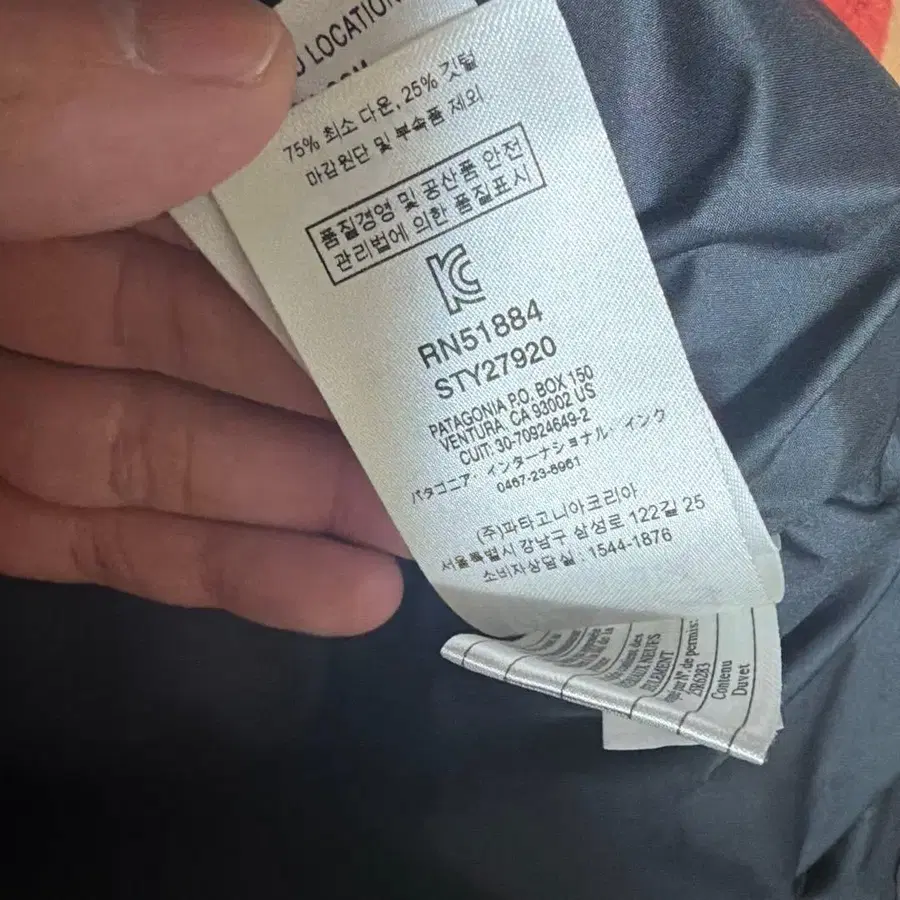 LOCATION
75% 최소 다운, 25% 깃털
마감원단 및 부속품 제외
품질경영 및 공산품 안전
관리법에 의한 품질표시
RN51884
STY27920
PATAGONIA P.O. BOX 150
VENTURA, CA 93002 US
CUIT: 30-70924649-2
パタゴニア・インターナショナル・インク
0467-23-8961
(주)파타고니아코리아
서울특별시 강남구 삼성로 122길 25
소비자상담실 : 1544-1876
Nº. de permis:
Contenu
Duvet